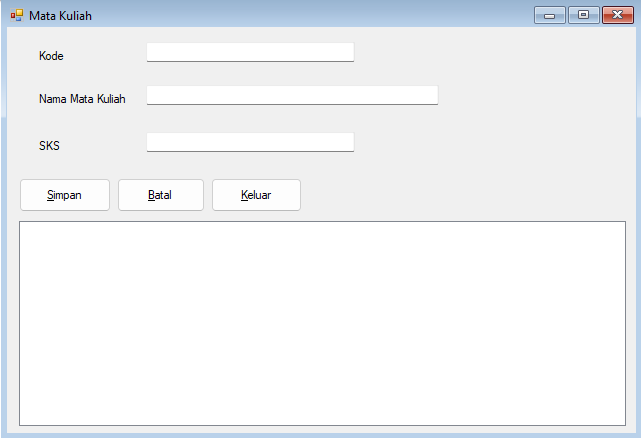 Mata Kuliah
Kode
Nama Mata Kuliah
SKS
Simpan Batal Keluar